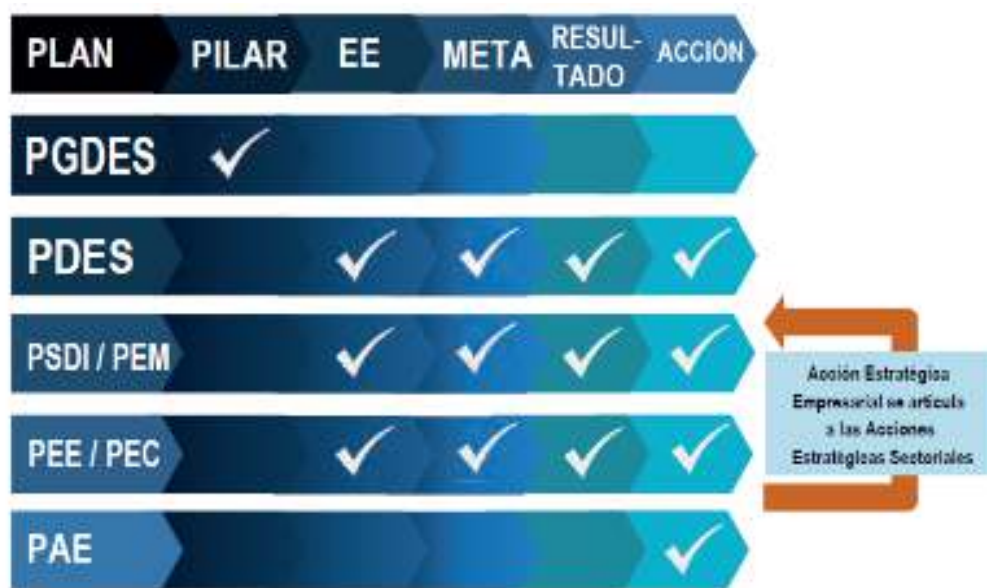 PLAN PILAR EE META RESUL-
TADO ACCIÓN
PGDES
PDES
PSDI / PEM
PEE / PEC
PAE
Acción Estratégica
Empresarial se articula
a las Acciones
Estratégicas Sectoriales